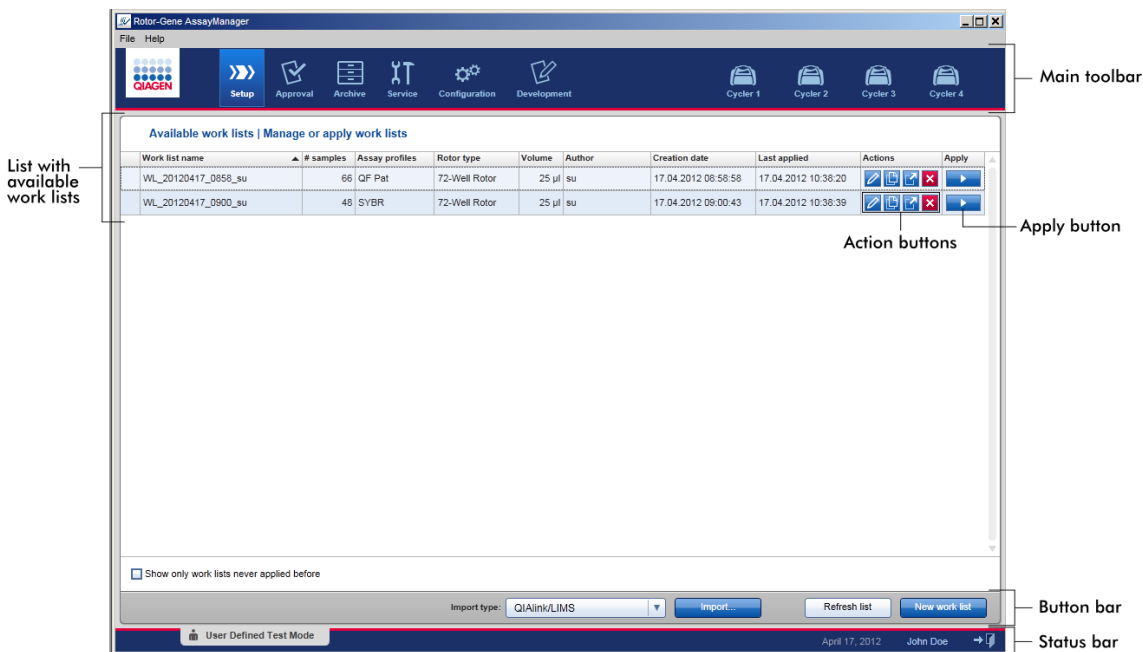 Rotor-Gene AssayManager
File Help
QIAGEN
Setup Approval Archive Service Configuration Development Cycler 1 Cycler 2 Cycler 3 Cycler 4
Main toolbar
Available work lists | Manage or apply work lists
List with
available
work lists
Work list name # samples Assay profiles Rotor type Volume Author Creation date Last applied Actions Apply
WL_20120417_0858_su 66 QF Pat 72-Well Rotor 25 µl su 17.04.2012 08:58:58 17.04.2012 10:38:20
WL_20120417_0900_su 48 SYBR 72-Well Rotor 25 µl su 17.04.2012 09:00:43 17.04.2012 10:38:39
Apply button
Action buttons
Show only work lists never applied before
Import type: QIAlink/LIMS Import... Refresh list New work list
Button bar
User Defined Test Mode April 17, 2012 John Doe
Status bar